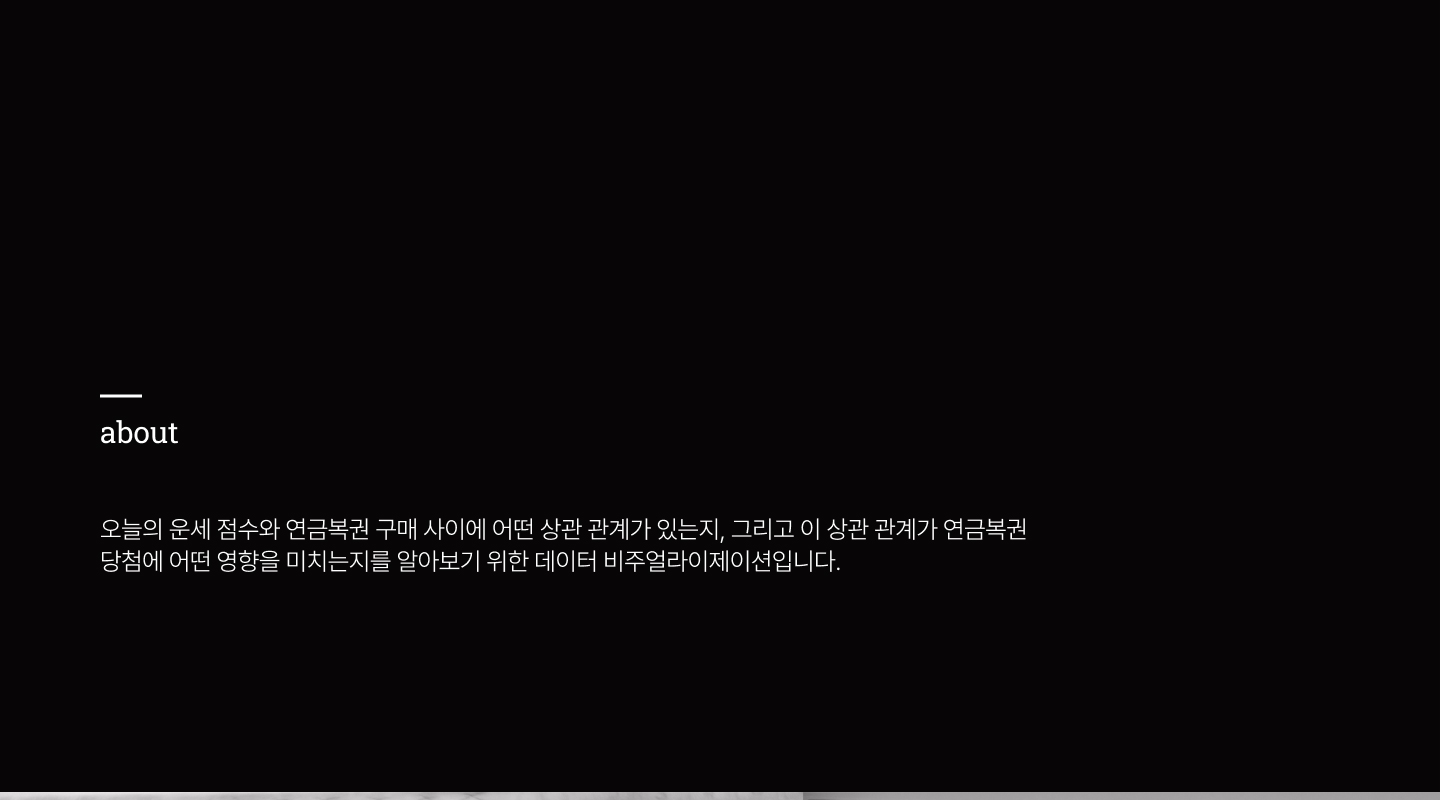 about
오늘의 운세 점수와 연금복권 구매 사이에 어떤 상관 관계가 있는지, 그리고 이 상관 관계가 연금복권
당첨에 어떤 영향을 미치는지를 알아보기 위한 데이터 비주얼라이제이션입니다.